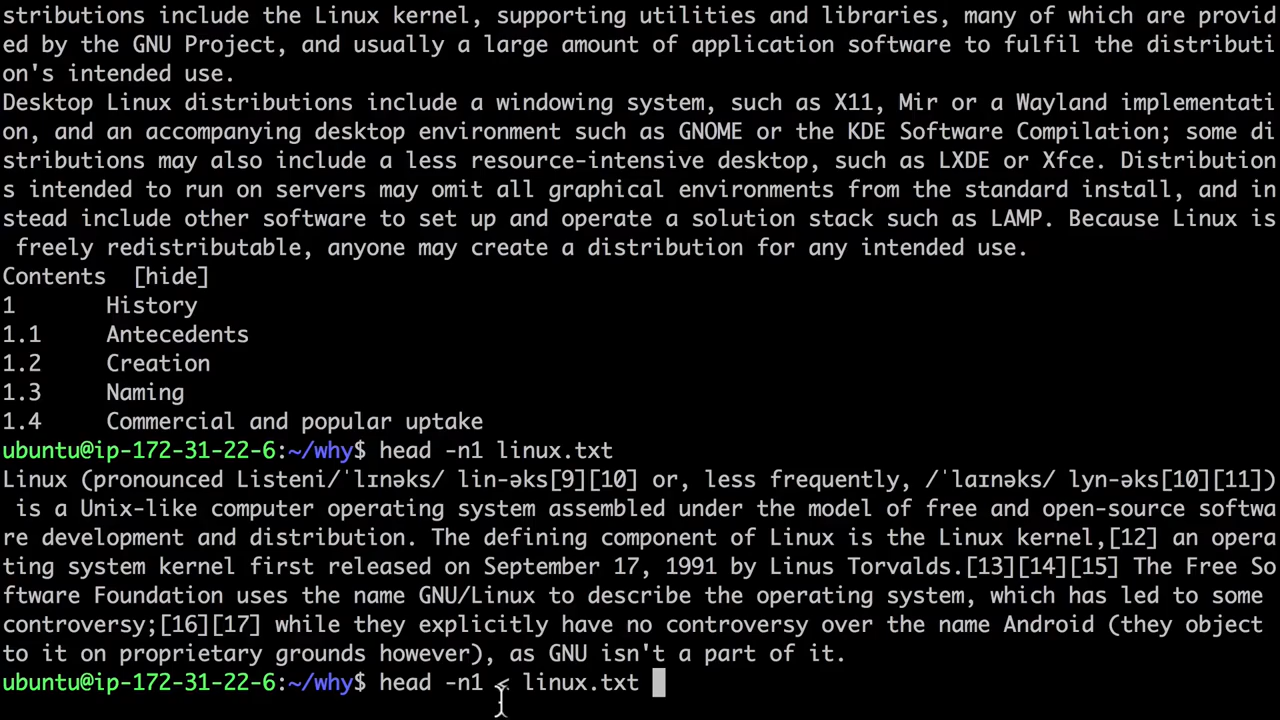 stributions include the Linux kernel, supporting utilities and libraries, many of which are provid
ed by the GNU Project, and usually a large amount of application software to fulfil the distributi
on's intended use.
Desktop Linux distributions include a windowing system, such as X11, Mir or a Wayland implementati
on, and an accompanying desktop environment such as GNOME or the KDE Software Compilation; some di
stributions may also include a less resource-intensive desktop, such as LXDE or Xfce. Distribution
s intended to run on servers may omit all graphical environments from the standard install, and in
stead include other software to set up and operate a solution stack such as LAMP. Because Linux is
 freely redistributable, anyone may create a distribution for any intended use.
Contents  [hide]
1       History
1.1     Antecedents
1.2     Creation
1.3     Naming
1.4     Commercial and popular uptake
ubuntu@ip-172-31-22-6:~/why$ head -n1 linux.txt
Linux (pronounced Listeni/ˈlɪnəks/ lin-əks[9][10] or, less frequently, /ˈlaɪnəks/ lyn-əks[10][11])
 is a Unix-like computer operating system assembled under the model of free and open-source softwa
re development and distribution. The defining component of Linux is the Linux kernel,[12] an opera
ting system kernel first released on September 17, 1991 by Linus Torvalds.[13][14][15] The Free So
ftware Foundation uses the name GNU/Linux to describe the operating system, which has led to some
controversy;[16][17] while they explicitly have no controversy over the name Android (they object
to it on proprietary grounds however), as GNU isn't a part of it.
ubuntu@ip-172-31-22-6:~/why$ head -n1 < linux.txt